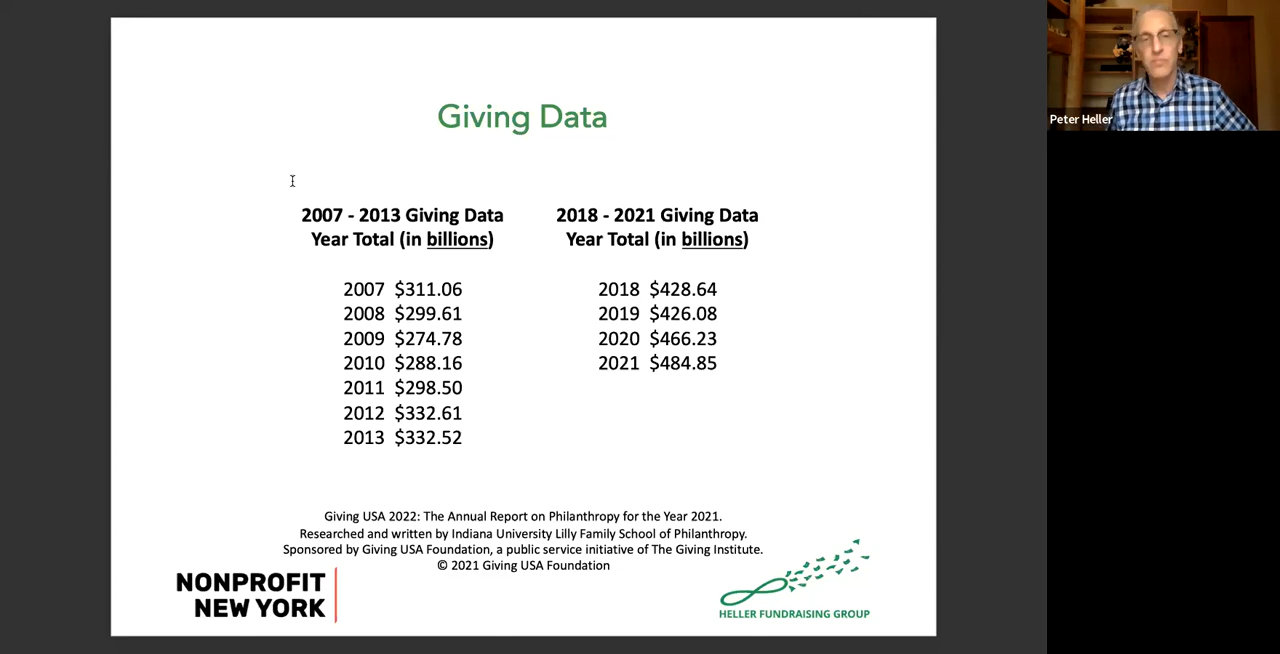 Giving Data
2007 - 2013 Giving Data
Year Total (in billions)
2007 $311.06
2008 $299.61
2009 $274.78
2010 $288.16
2011 $298.50
2012 $332.61
2013 $332.52
2018 - 2021 Giving Data
Year Total (in billions)
2018 $428.64
2019 $426.08
2020 $466.23
2021 $484.85
Giving USA 2022: The Annual Report on Philanthropy for the Year 2021.
Researched and written by Indiana University Lilly Family School of Philanthropy.
Sponsored by Giving USA Foundation, a public service initiative of The Giving Institute.
© 2021 Giving USA Foundation
NONPROFIT
NEW YORK
HELLER FUNDRAISING GROUP
Peter Heller